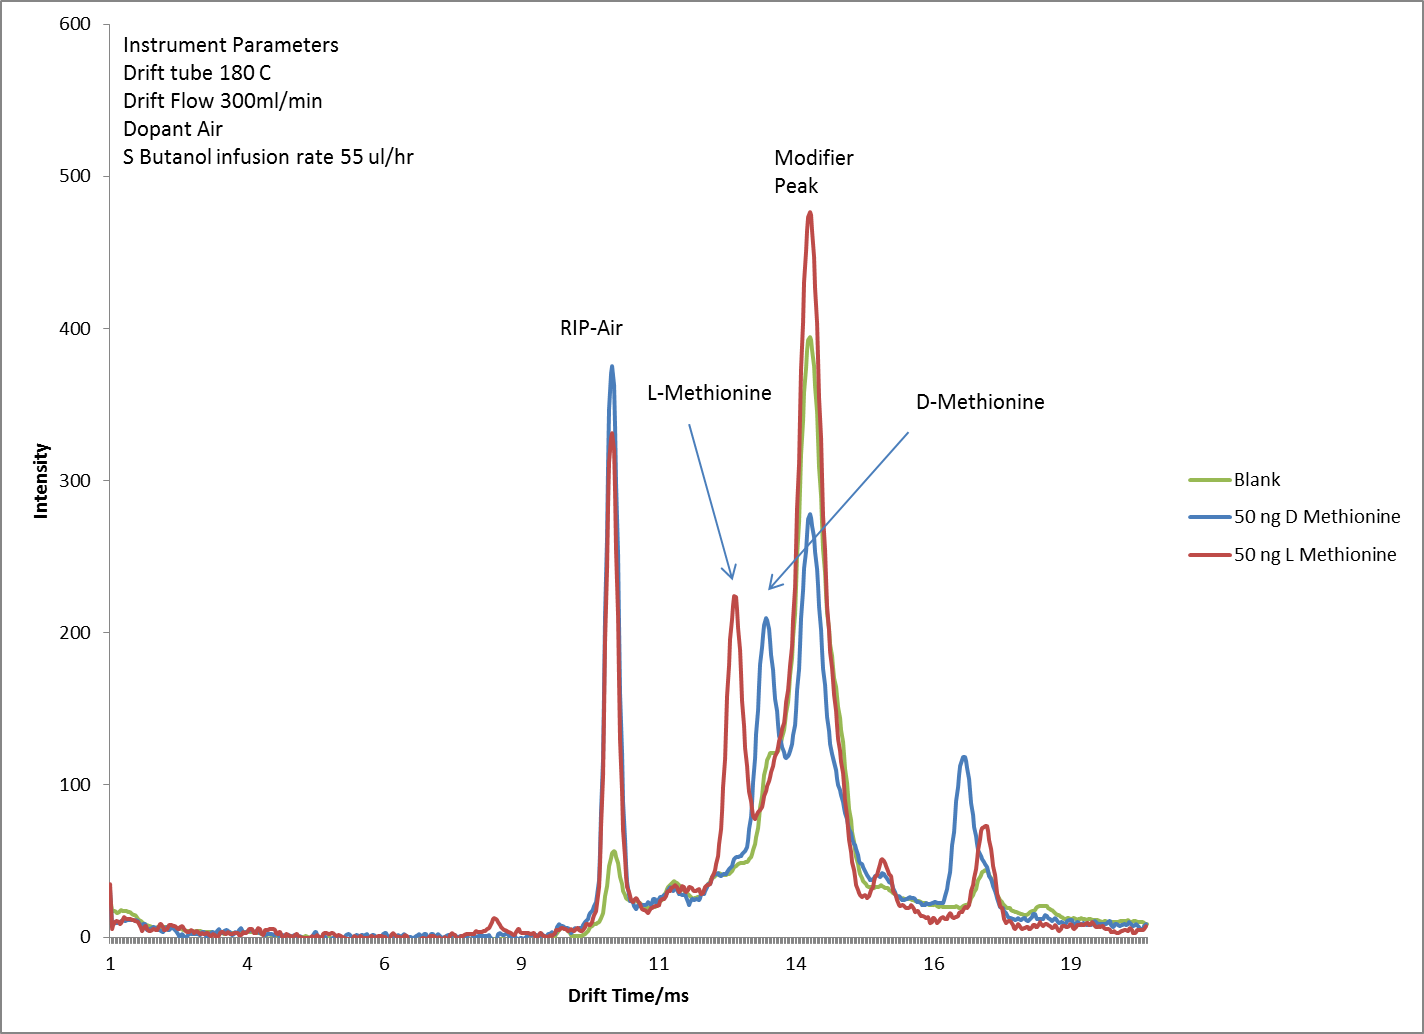 600
Instrument Parameters
Drift tube 180 C
Drift Flow 300ml/min
Dopant Air
S Butanol infusion rate 55 ul/hr
500
Modifier
Peak
400
RIP-Air
L-Methionine
D-Methionine
Intensity
300
Blank
50 ng D Methionine
50 ng L Methionine
200
100
0
1 4 6 9 11 14 16 19
Drift Time/ms